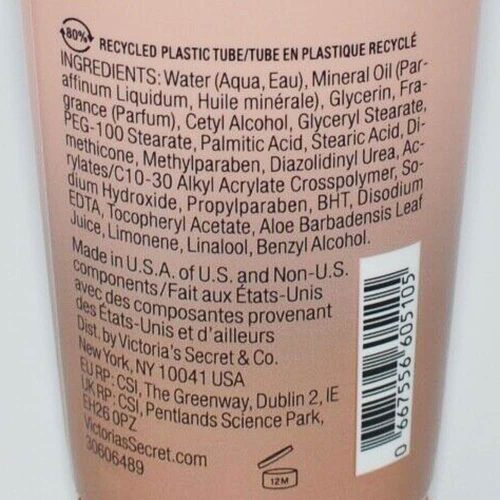 80% RECYCLED PLASTIC TUBE/TUBE EN PLASTIQUE RECYCLÉ
INGREDIENTS: Water (Aqua, Eau), Mineral Oil (Par-
affinum Liquidum, Huile minérale), Glycerin, Fra-
grance (Parfum), Cetyl Alcohol, Glyceryl Stearate,
PEG-100 Stearate, Palmitic Acid, Stearic Acid, Di-
methicone, Methylparaben, Diazolidinyl Urea, Ac-
rylates/C10-30 Alkyl Acrylate Crosspolymer, So-
dium Hydroxide, Propylparaben, BHT, Disodium
EDTA, Tocopheryl Acetate, Aloe Barbadensis Leaf
Juice, Limonene, Linalool, Benzyl Alcohol.
Made in U.S.A. of U.S. and Non-U.S.
components/Fait aux États-Unis
avec des composantes provenant
des États-Unis et d'ailleurs
Dist. by Victoria's Secret & Co.
New York, NY 10041 USA
EU RP: CSI, The Greenway, Dublin 2, IE
UK RP: CSI, Pentlands Science Park,
EH26 0PZ
VictoriasSecret.com
30606489
12M
0 667556 605105